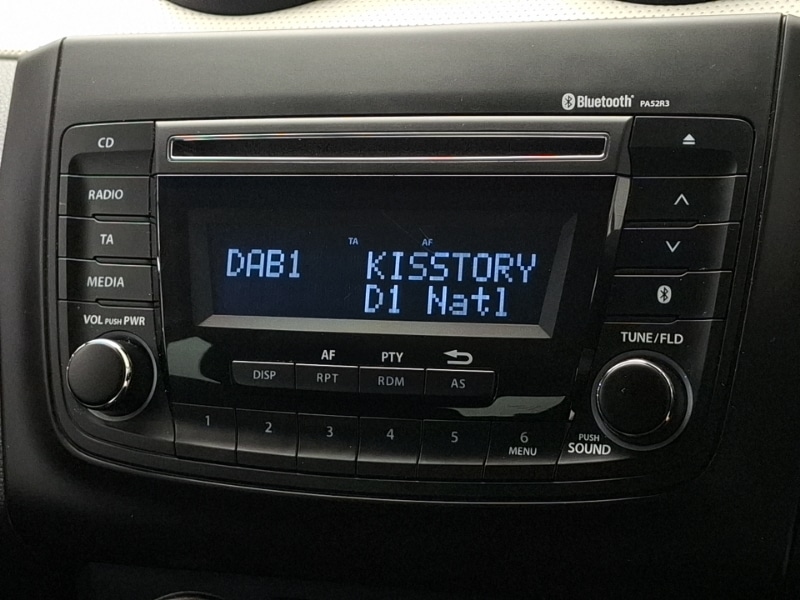 Bluetooth® PA52R3
CD
RADIO
TA
MEDIA
VOL PUSH PWR
TA AF
DAB1 KISSTORY
D1 Natl
TUNE/FLD
AF PTY
DISP RPT RDM AS
1 2 3 4 5 6
MENU
PUSH
SOUND